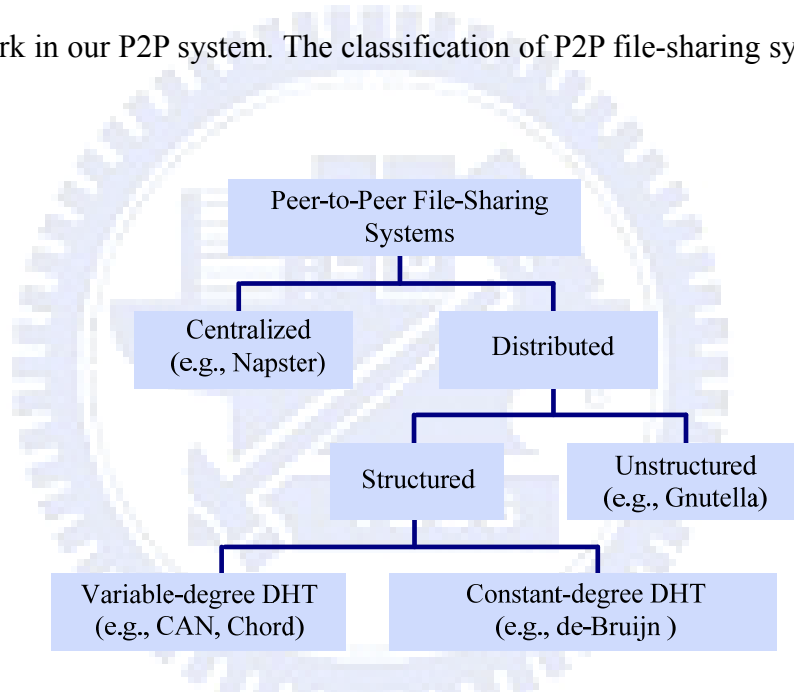 rk in our P2P system. The classification of P2P file-sharing sy
Peer-to-Peer File-Sharing
Systems
Centralized
(e.g., Napster)
Distributed
Structured
Unstructured
(e.g., Gnutella)
Variable-degree DHT
(e.g., CAN, Chord)
Constant-degree DHT
(e.g., de-Bruijn )